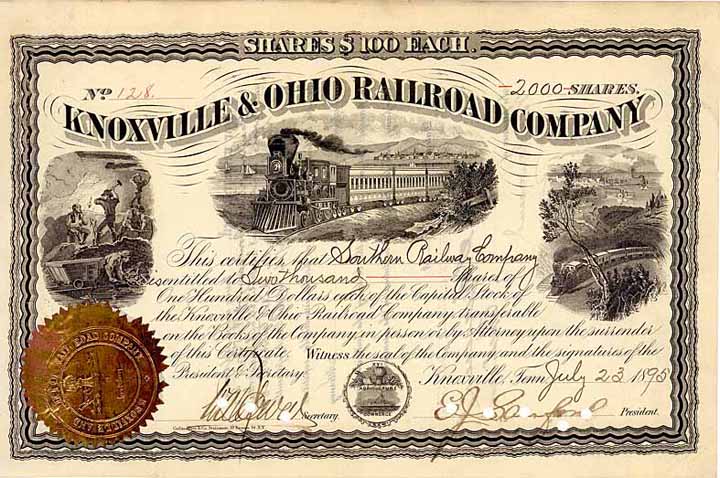 SHARES $100 EACH.
No 128.
2000 SHARES.
KNOXVILLE & OHIO RAILROAD COMPANY
This certifies that Southern Railway Company
is entitled to Two thousand Shares of
One Hundred Dollars each of the Capital Stock of
the Knoxville & Ohio Railroad Company, transferable
on the Books of the Company in person or by Attorney upon the surrender
of this Certificate. Witness the seal of the Company and the signatures of the
President & Secretary. Knoxville, Tenn July 23 1895
Secretary.
AGRICULTURE
COMMERCE
E.J. Sanford President.